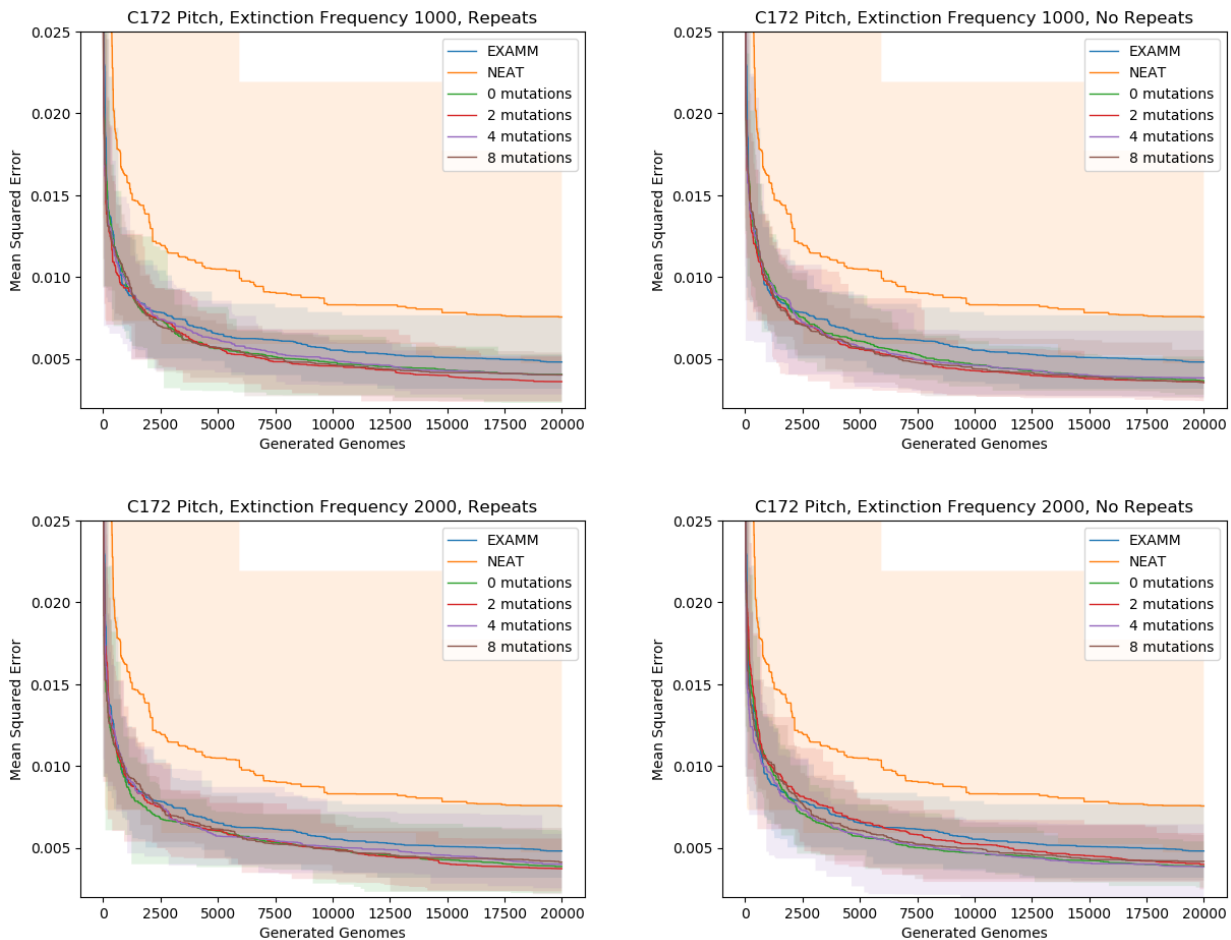 C172 Pitch, Extinction Frequency 1000, Repeats
0.025
0.020
0.015
0.010
0.005
Mean Squared Error
EXAMM
NEAT
0 mutations
2 mutations
4 mutations
8 mutations
0 2500 5000 7500 10000 12500 15000 17500 20000
Generated Genomes
C172 Pitch, Extinction Frequency 1000, No Repeats
0.025
0.020
0.015
0.010
0.005
Mean Squared Error
EXAMM
NEAT
0 mutations
2 mutations
4 mutations
8 mutations
0 2500 5000 7500 10000 12500 15000 17500 20000
Generated Genomes
C172 Pitch, Extinction Frequency 2000, Repeats
0.025
0.020
0.015
0.010
0.005
Mean Squared Error
EXAMM
NEAT
0 mutations
2 mutations
4 mutations
8 mutations
0 2500 5000 7500 10000 12500 15000 17500 20000
Generated Genomes
C172 Pitch, Extinction Frequency 2000, No Repeats
0.025
0.020
0.015
0.010
0.005
Mean Squared Error
EXAMM
NEAT
0 mutations
2 mutations
4 mutations
8 mutations
0 2500 5000 7500 10000 12500 15000 17500 20000
Generated Genomes